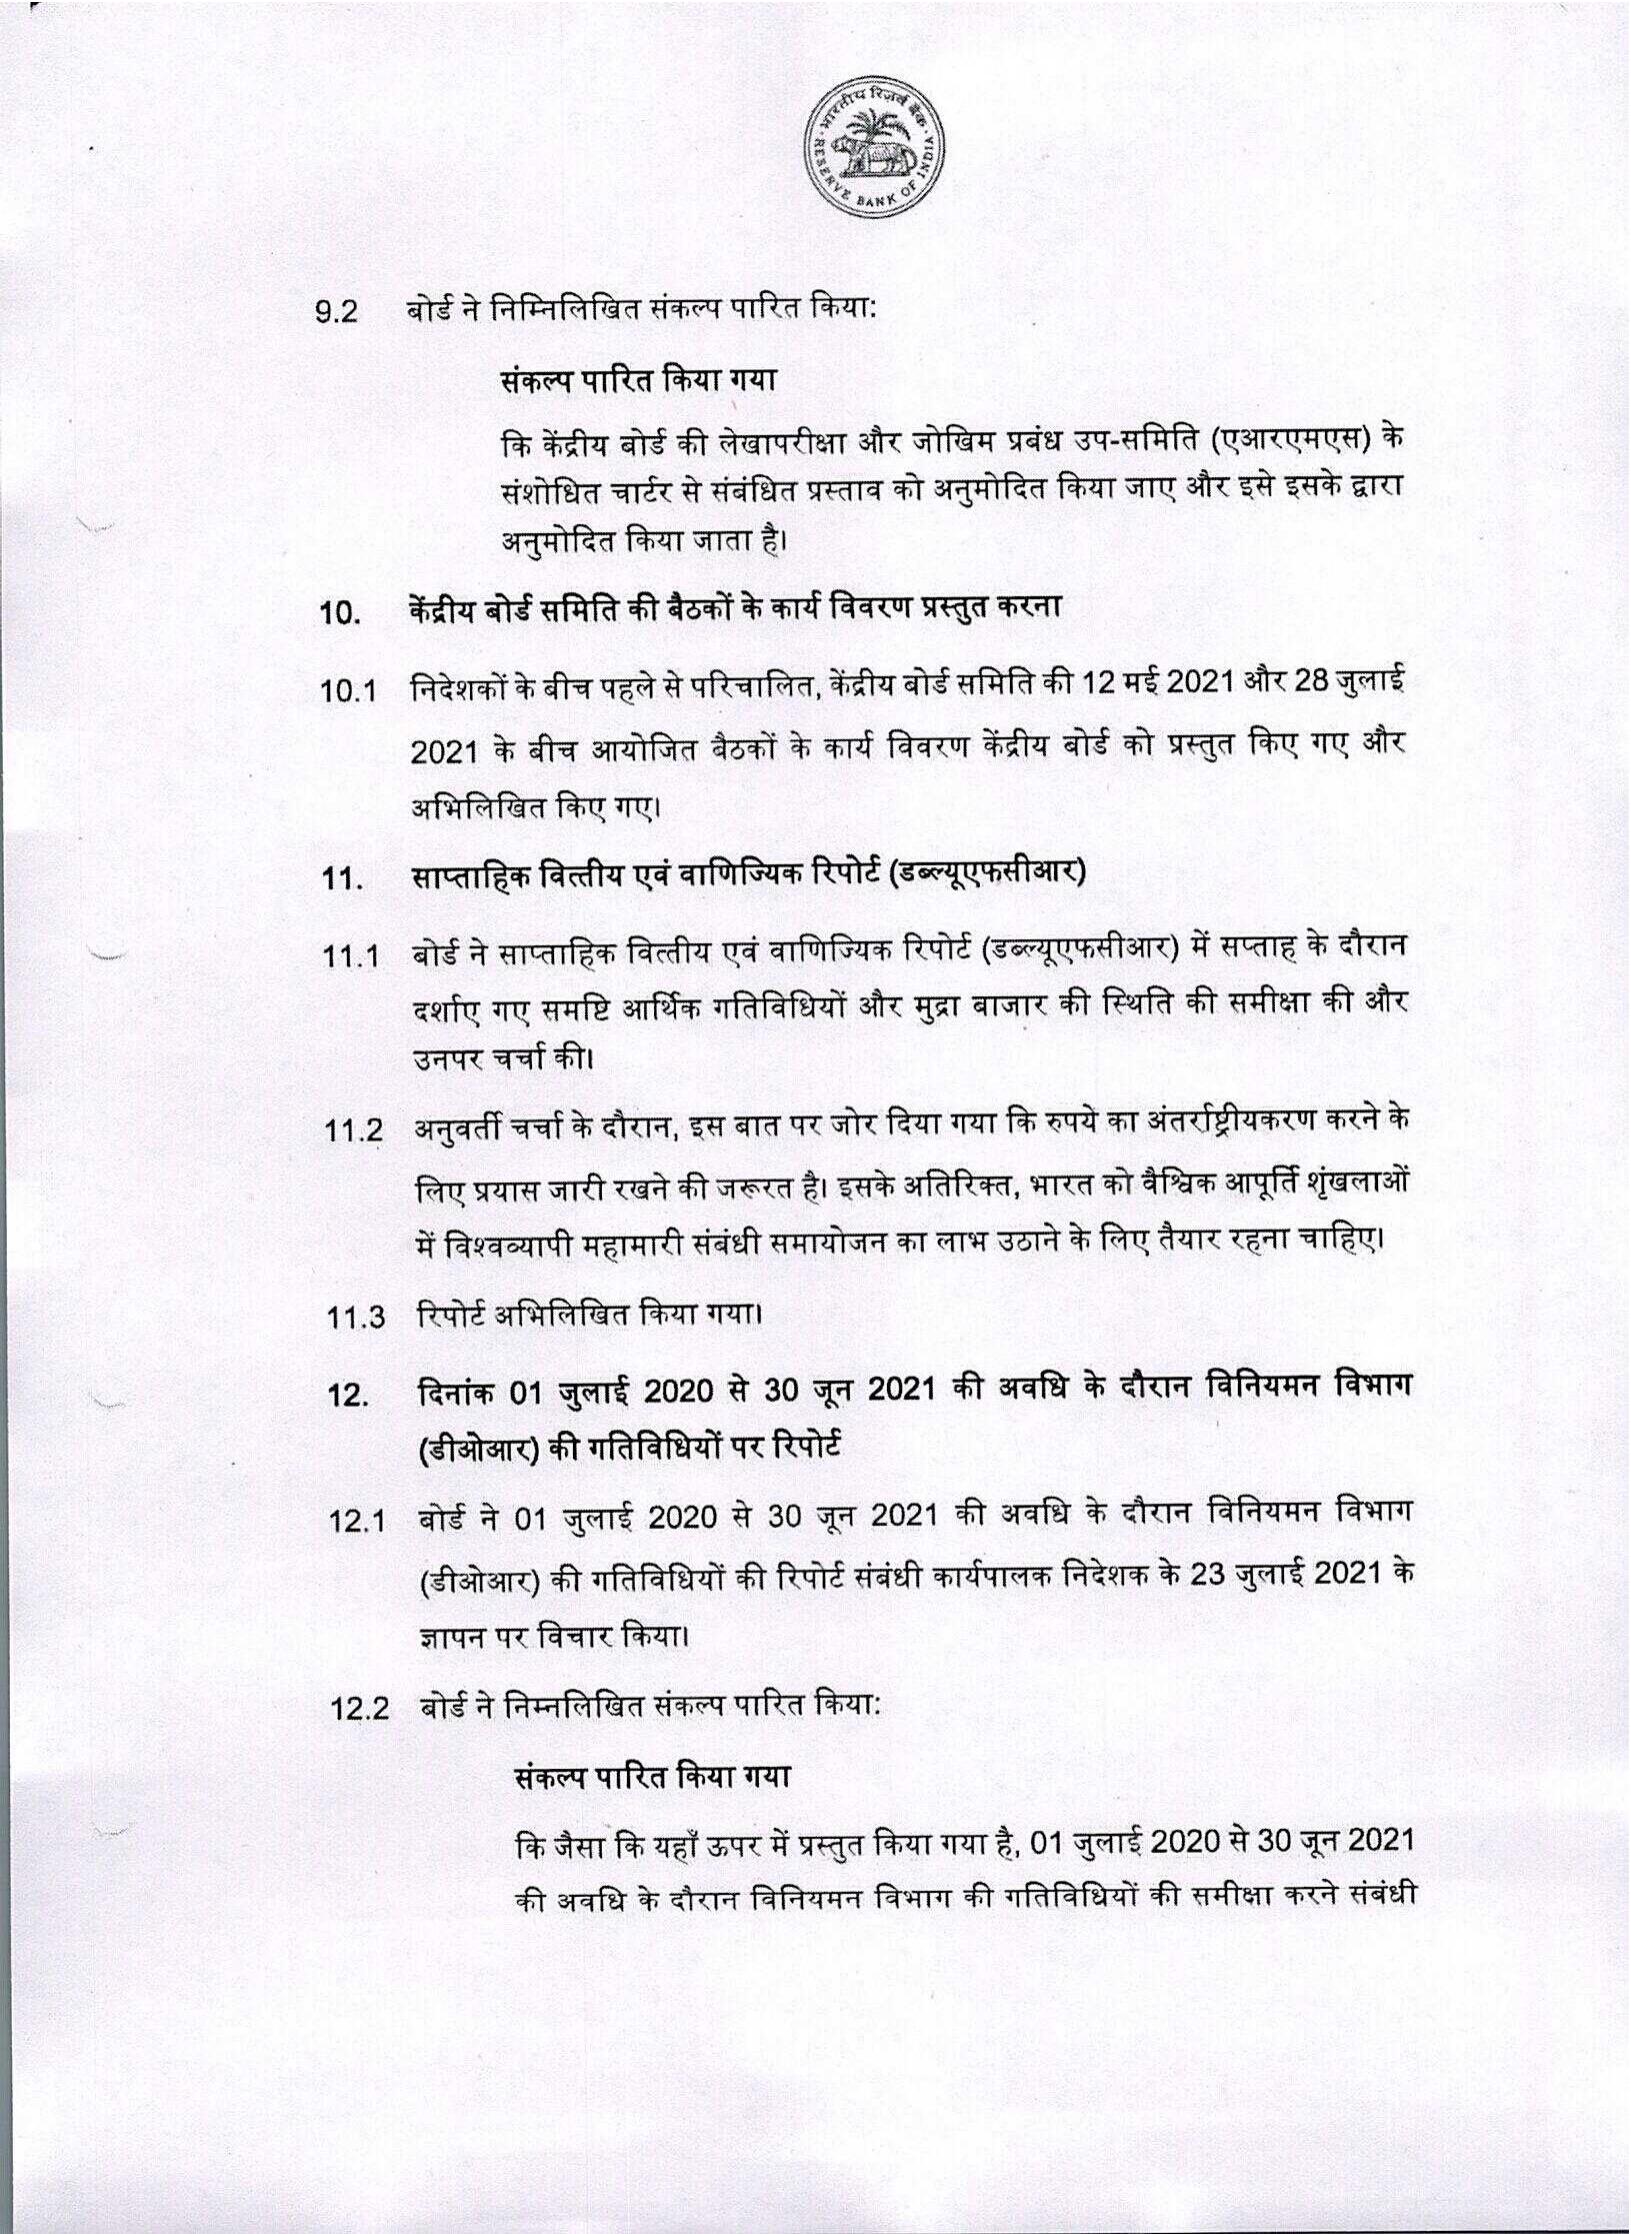 भारतीय रिज़र्व बैंक
RESERVE BANK OF INDIA
9.2 बोर्ड ने निम्निलिखित संकल्प पारित किया:
संकल्प पारित किया गया
कि केंद्रीय बोर्ड की लेखापरीक्षा और जोखिम प्रबंध उप-समिति (एआरएमएस) के
संशोधित चार्टर से संबंधित प्रस्ताव को अनुमोदित किया जाए और इसे इसके द्वारा
अनुमोदित किया जाता है।
10. केंद्रीय बोर्ड समिति की बैठकों के कार्य विवरण प्रस्तुत करना
10.1 निदेशकों के बीच पहले से परिचालित, केंद्रीय बोर्ड समिति की 12 मई 2021 और 28 जुलाई
2021 के बीच आयोजित बैठकों के कार्य विवरण केंद्रीय बोर्ड को प्रस्तुत किए गए और
अभिलिखित किए गए।
11. साप्ताहिक वित्तीय एवं वाणिज्यिक रिपोर्ट (डब्ल्यूएफसीआर)
11.1 बोर्ड ने साप्ताहिक वित्तीय एवं वाणिज्यिक रिपोर्ट (डब्ल्यूएफसीआर) में सप्ताह के दौरान
दर्शाए गए समष्टि आर्थिक गतिविधियों और मुद्रा बाजार की स्थिति की समीक्षा की और
उनपर चर्चा की।
11.2 अनुवर्ती चर्चा के दौरान, इस बात पर जोर दिया गया कि रुपये का अंतर्राष्ट्रीयकरण करने के
लिए प्रयास जारी रखने की जरूरत है। इसके अतिरिक्त, भारत को वैश्विक आपूर्ति शृंखलाओं
में विश्वव्यापी महामारी संबंधी समायोजन का लाभ उठाने के लिए तैयार रहना चाहिए।
11.3 रिपोर्ट अभिलिखित किया गया।
12. दिनांक 01 जुलाई 2020 से 30 जून 2021 की अवधि के दौरान विनियमन विभाग
(डीओआर) की गतिविधियों पर रिपोर्ट
12.1 बोर्ड ने 01 जुलाई 2020 से 30 जून 2021 की अवधि के दौरान विनियमन विभाग
(डीओआर) की गतिविधियों की रिपोर्ट संबंधी कार्यपालक निदेशक के 23 जुलाई 2021 के
ज्ञापन पर विचार किया।
12.2 बोर्ड ने निम्नलिखित संकल्प पारित किया:
संकल्प पारित किया गया
कि जैसा कि यहाँ ऊपर में प्रस्तुत किया गया है, 01 जुलाई 2020 से 30 जून 2021
की अवधि के दौरान विनियमन विभाग की गतिविधियों की समीक्षा करने संबंधी